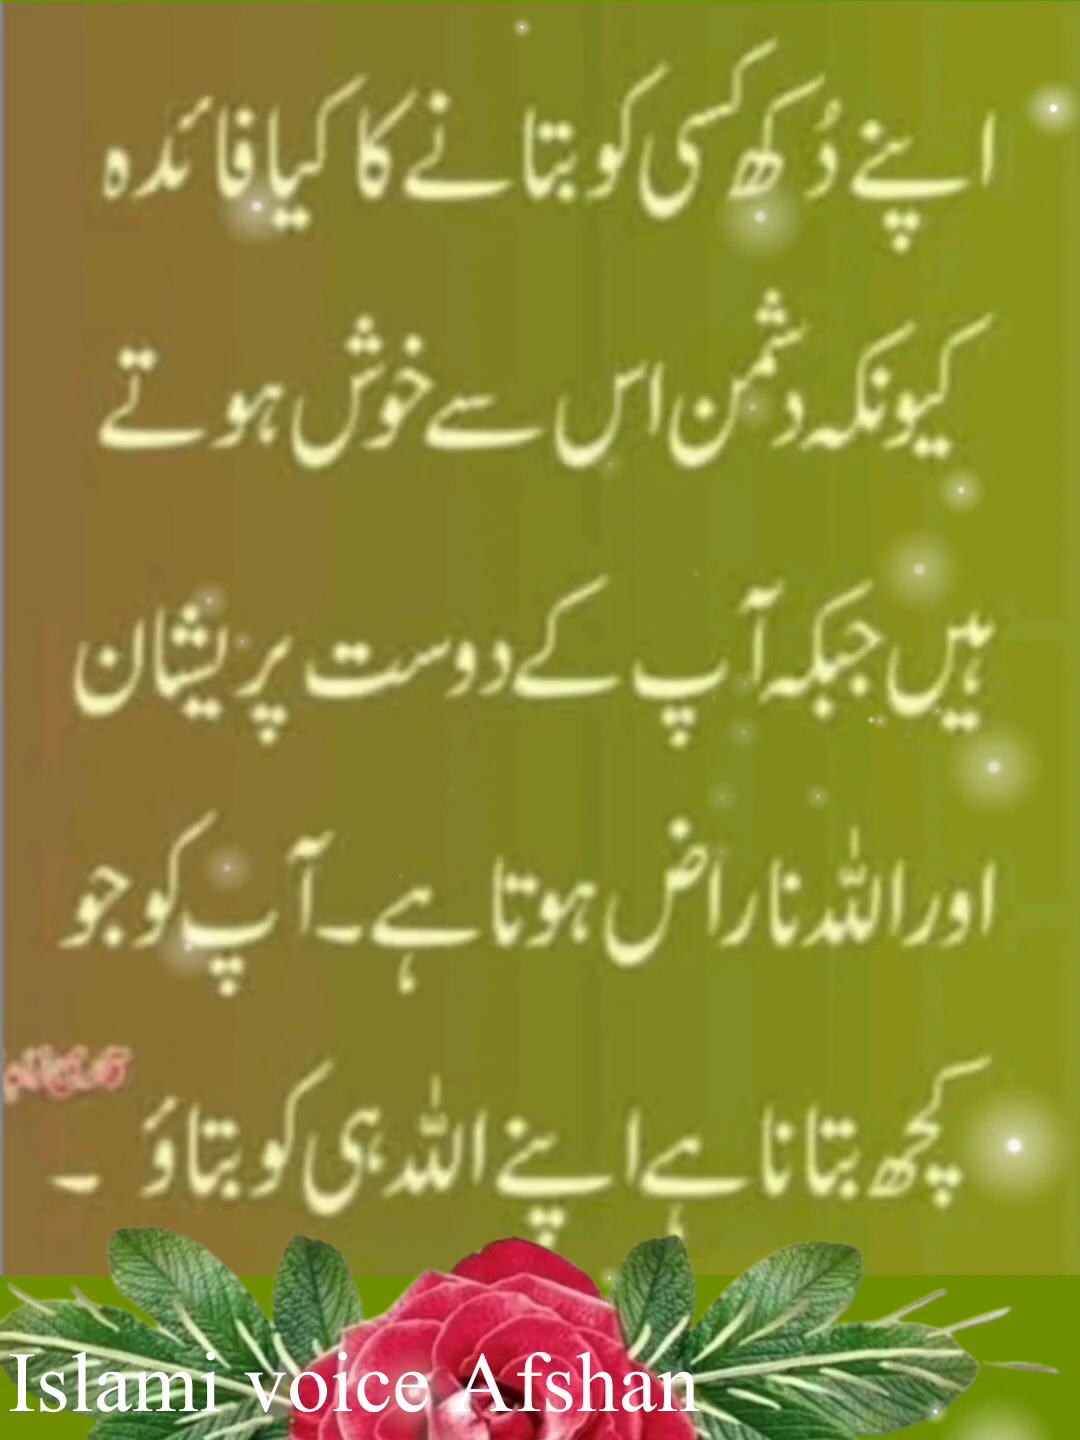 اپنے دُکھ کسی کو بتانے کا کیا فائدہ
کیونکہ دشمن اس سے خوش ہوتے
ہیں جبکہ آپ کے دوست پریشان
اور اللہ ناراض ہوتا ہے۔ آپ کو جو
کچھ بتانا ہے اپنے اللہ ہی کو بتاؤ ۔
Islami voice Afshan